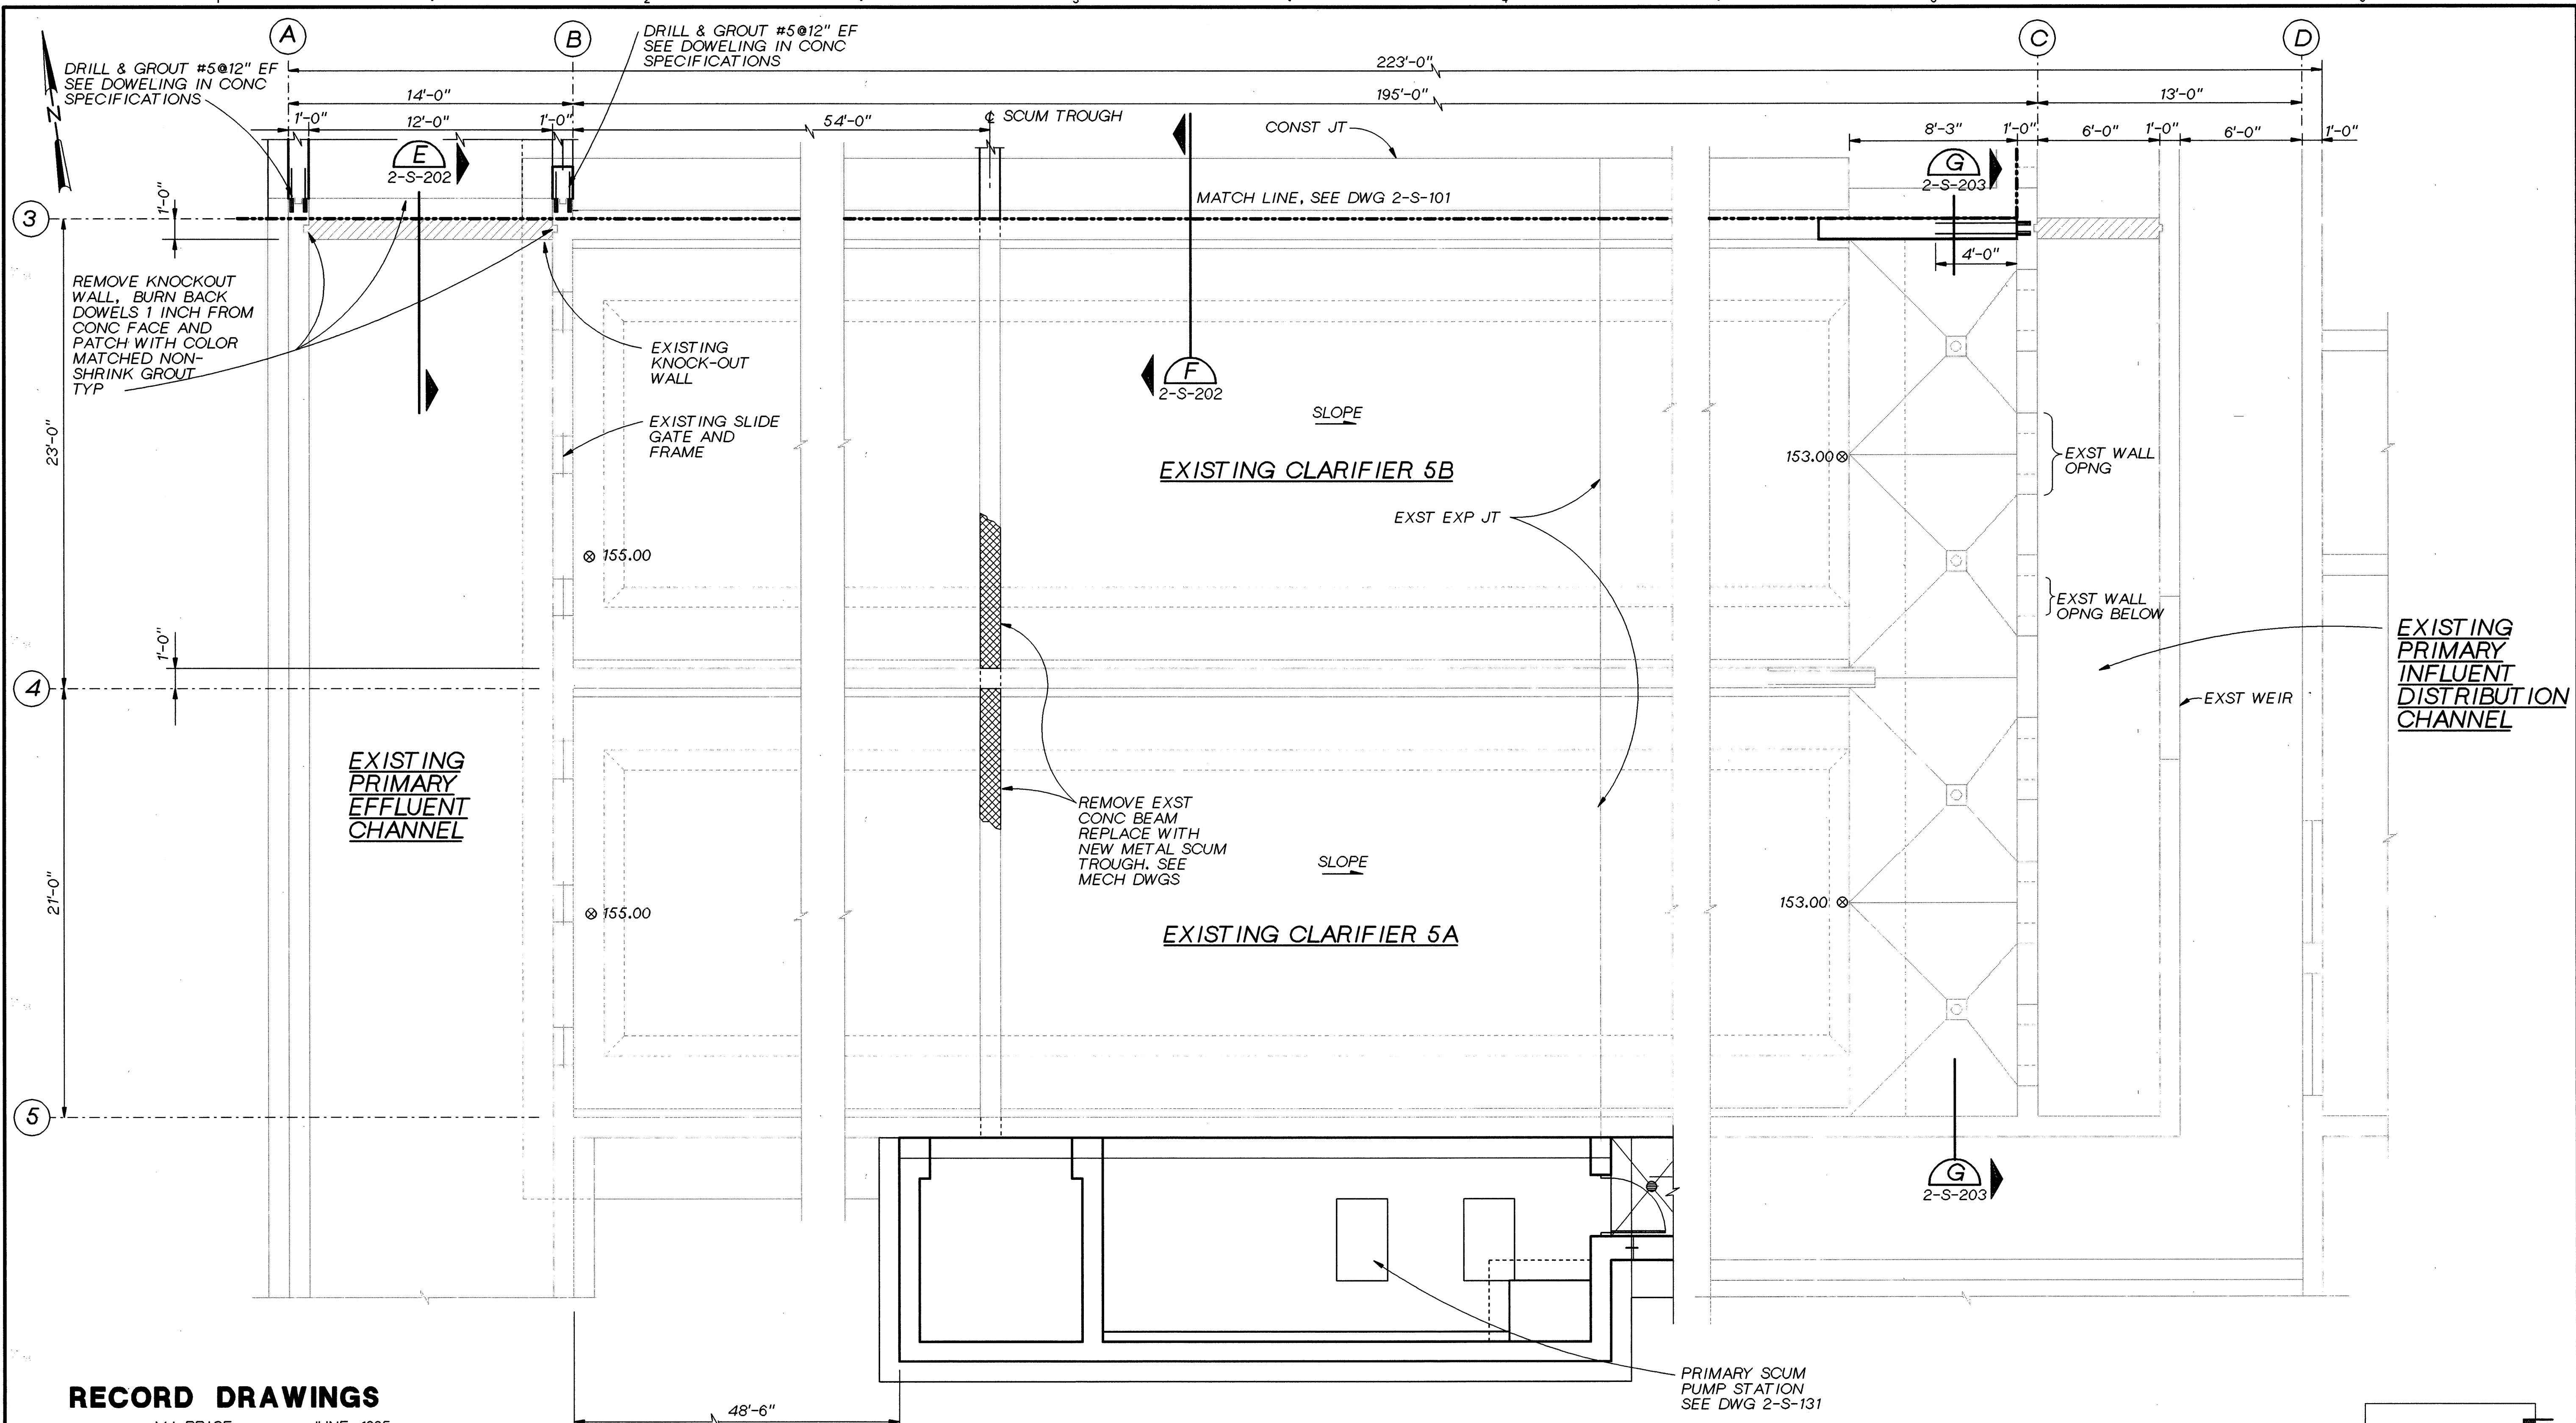 A
B
C
D
DRILL & GROUT #5@12" EF
SEE DOWELING IN CONC
SPECIFICATIONS
DRILL & GROUT #5@12" EF
SEE DOWELING IN CONC
SPECIFICATIONS
N
223'-0"
14'-0"
195'-0"
13'-0"
1'-0"
12'-0"
1'-0"
54'-0"
℄ SCUM TROUGH
CONST JT
8'-3"
1'-0"
6'-0"
1'-0"
6'-0"
1'-0"
E
2-S-202
G
2-S-203
MATCH LINE, SEE DWG 2-S-101
1'-0"
3
4'-0"
REMOVE KNOCKOUT
WALL, BURN BACK
DOWELS 1 INCH FROM
CONC FACE AND
PATCH WITH COLOR
MATCHED NON-
SHRINK GROUT
TYP
EXISTING
KNOCK-OUT
WALL
F
2-S-202
EXISTING SLIDE
GATE AND
FRAME
SLOPE
23'-0"
EXISTING CLARIFIER 5B
153.00
EXST WALL
OPNG
EXST EXP JT
155.00
EXST WALL
OPNG BELOW
EXISTING
PRIMARY
INFLUENT
DISTRIBUTION
CHANNEL
1'-0"
4
EXST WEIR
EXISTING
PRIMARY
EFFLUENT
CHANNEL
REMOVE EXST
CONC BEAM
REPLACE WITH
NEW METAL SCUM
TROUGH. SEE
MECH DWGS
SLOPE
21'-0"
155.00
153.00
EXISTING CLARIFIER 5A
5
G
2-S-203
PRIMARY SCUM
PUMP STATION
SEE DWG 2-S-131
RECORD DRAWINGS
48'-6"